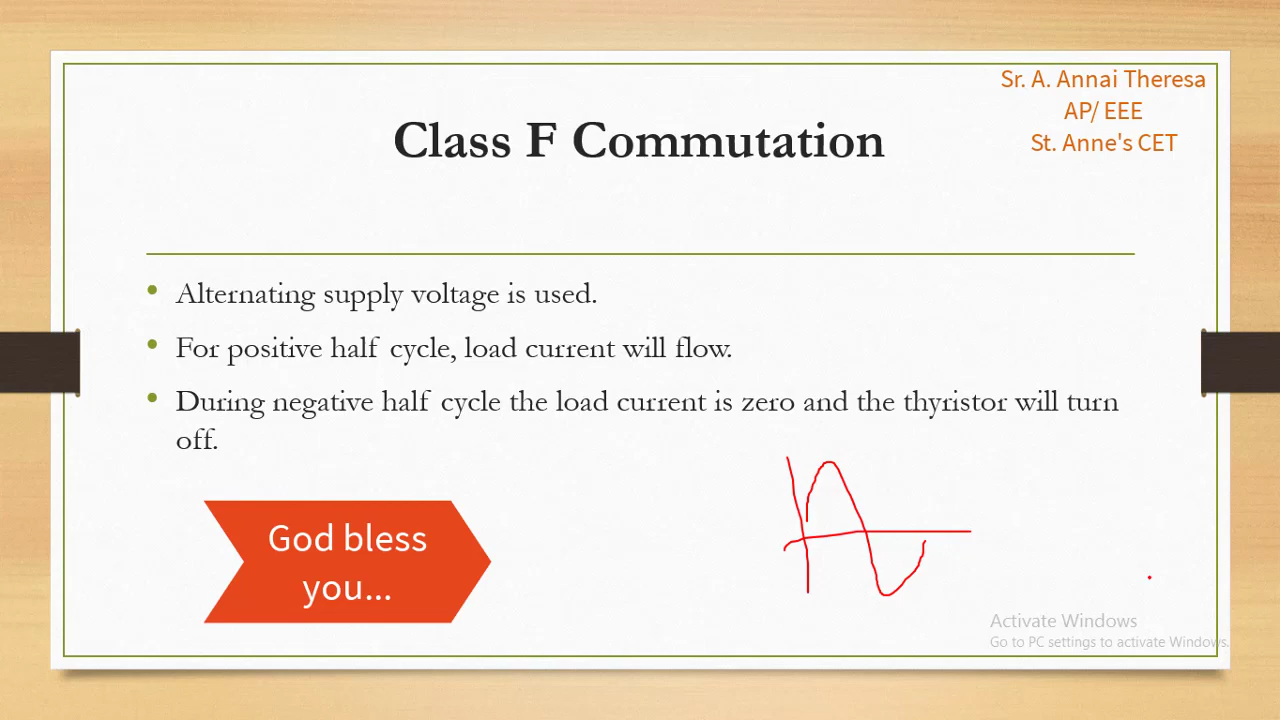 Sr. A. Annai Theresa
AP/ EEE
St. Anne's CET
Class F Commutation
• Alternating supply voltage is used.
• For positive half cycle, load current will flow.
• During negative half cycle the load current is zero and the thyristor will turn
off.
God bless
you...
Activate Windows
Go to PC settings to activate Windows.